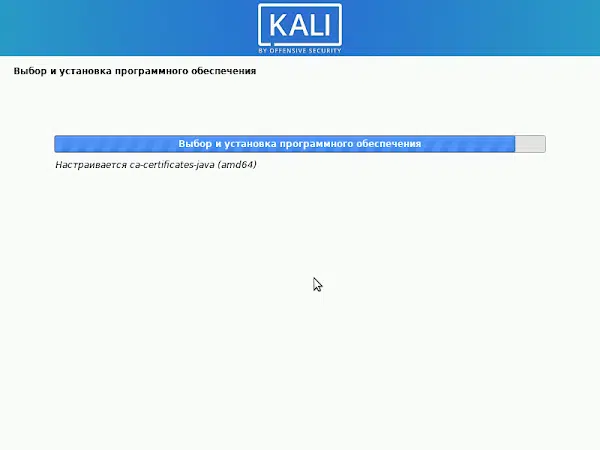 KALI
BY OFFENSIVE SECURITY
Выбор и установка программного обеспечения
Выбор и установка программного обеспечения
Настраивается ca-certificates-java (amd64)